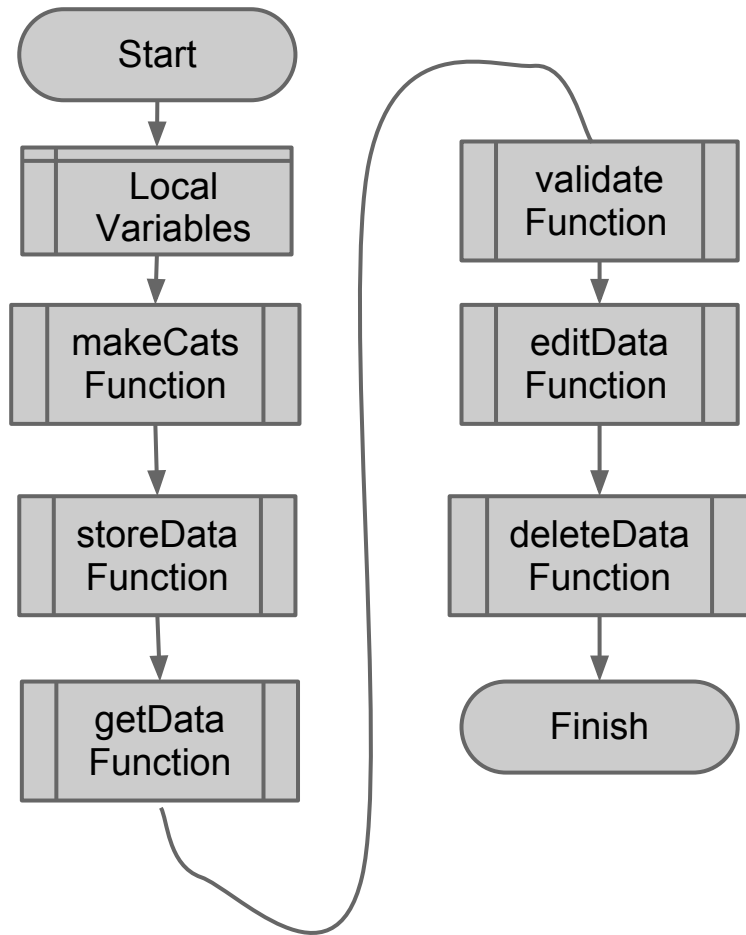 Start
Local
Variables
makeCats
Function
storeData
Function
getData
Function
validate
Function
editData
Function
deleteData
Function
Finish